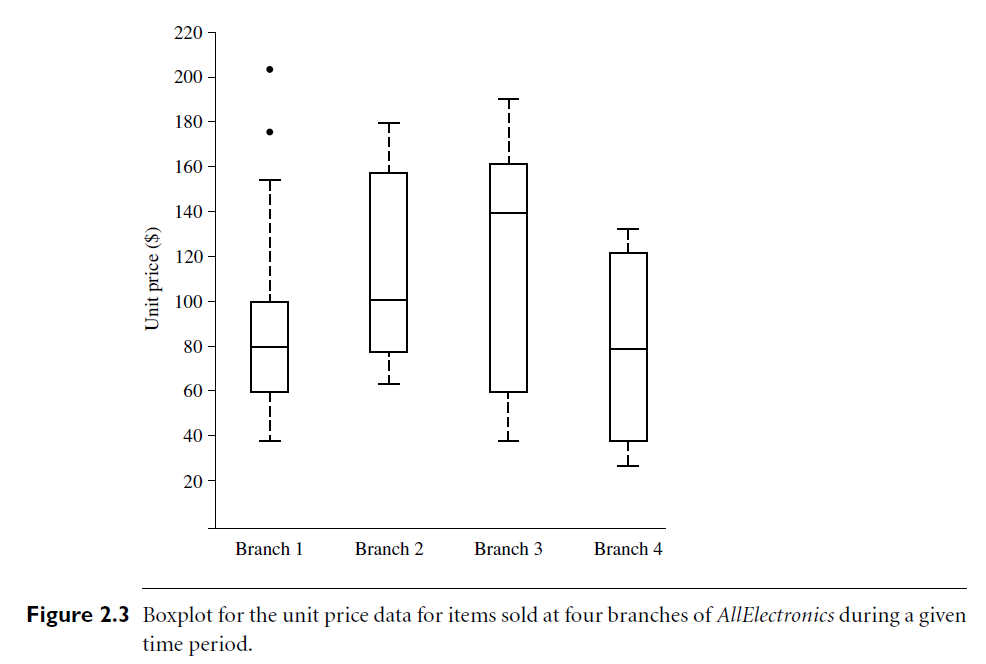 220
200
180
160
140
120
100
80
60
40
20
Unit price ($)
Branch 1 Branch 2 Branch 3 Branch 4
Figure 2.3 Boxplot for the unit price data for items sold at four branches of AllElectronics during a given
time period.